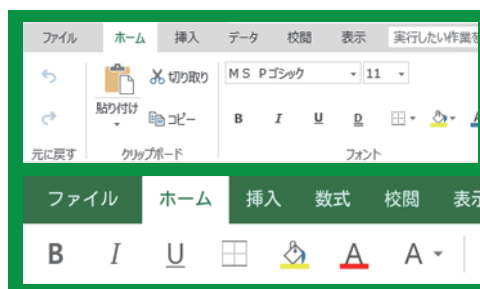 ファイル ホーム 挿入 データ 校閲 表示 実行したい作業を
切り取り MS Pゴシック 11
貼り付け コピー B I U D
元に戻す クリップボード フォント
ファイル ホーム 挿入 数式 校閲 表示
B I U A A